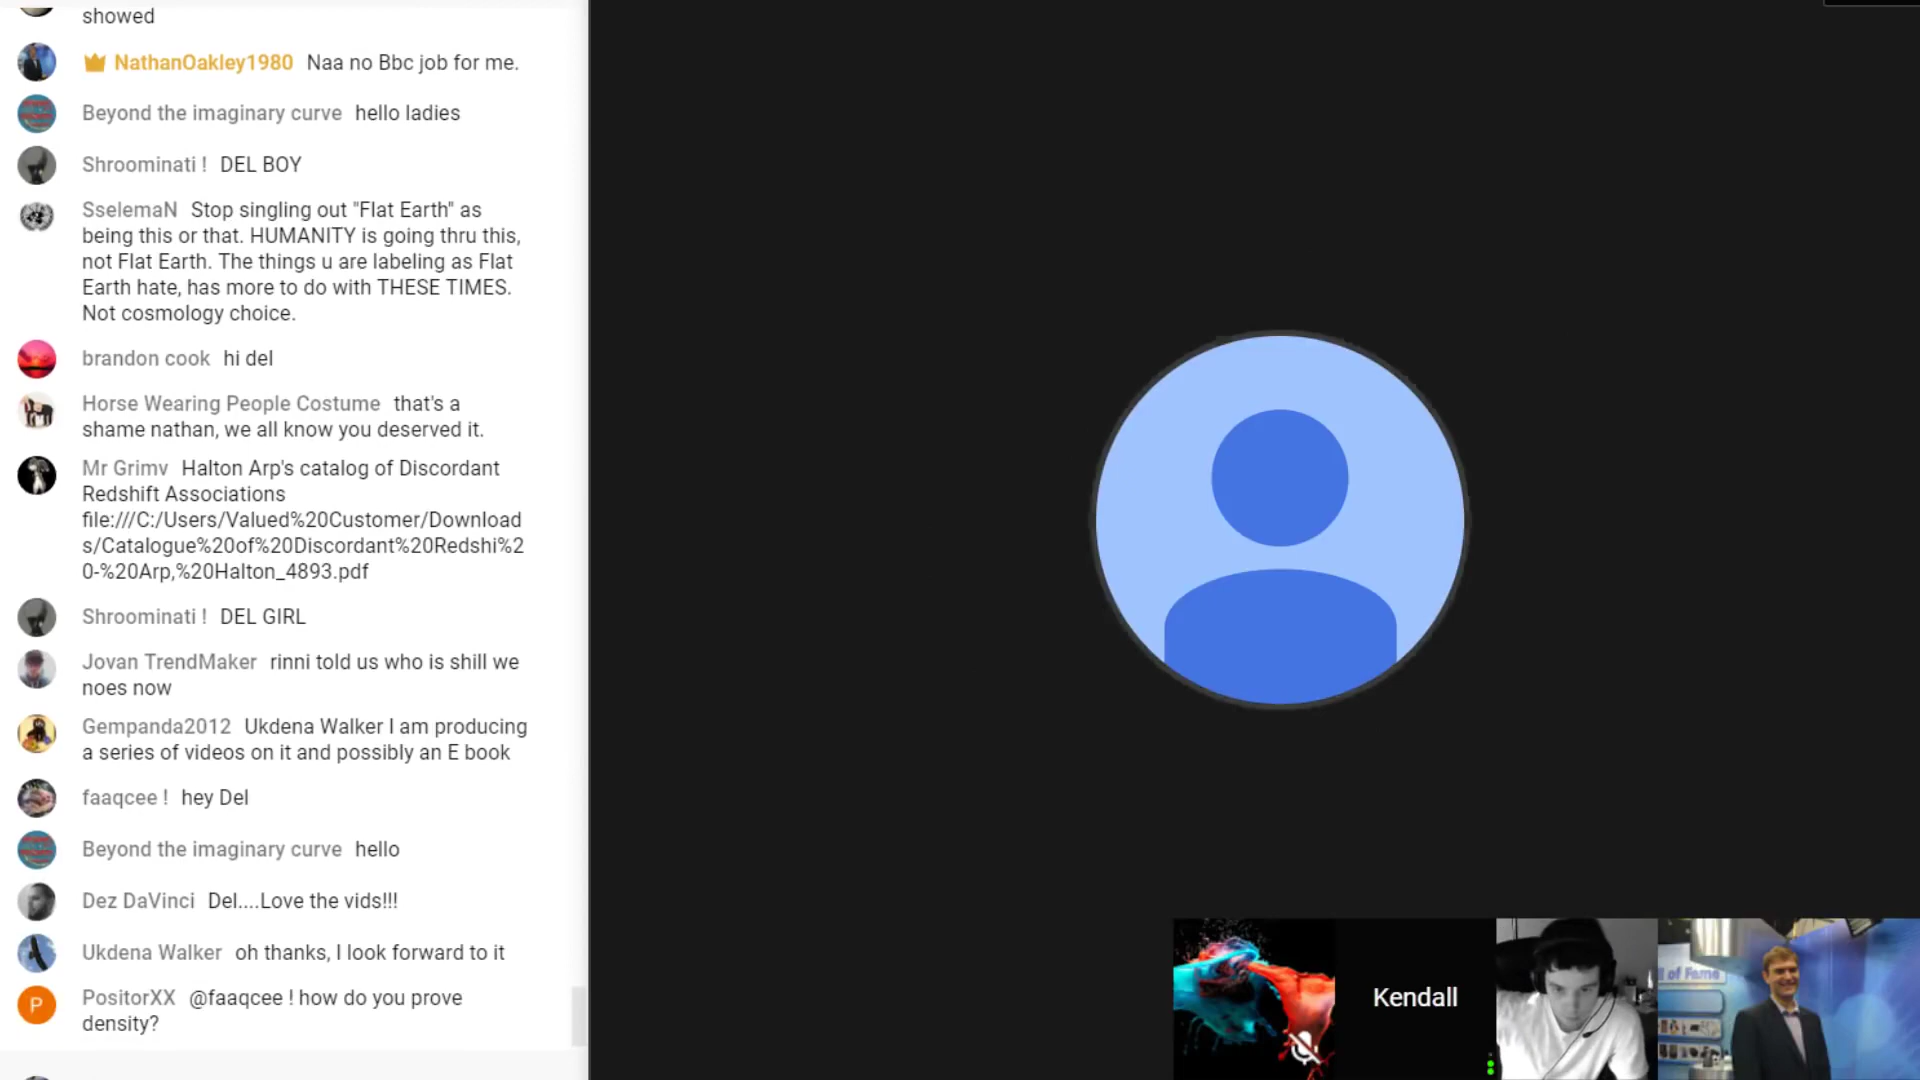 showed
NathanOakley1980 Naa no Bbc job for me.
Beyond the imaginary curve hello ladies
Shroominati ! DEL BOY
SselemaN Stop singling out "Flat Earth" as
being this or that. HUMANITY is going thru this,
not Flat Earth. The things u are labeling as Flat
Earth hate, has more to do with THESE TIMES.
Not cosmology choice.
brandon cook hi del
Horse Wearing People Costume that's a
shame nathan, we all know you deserved it.
Mr Grimv Halton Arp's catalog of Discordant
Redshift Associations
file:///C:/Users/Valued%20Customer/Download
s/Catalogue%20of%20Discordant%20Redshi%2
0-%20Arp,%20Halton_4893.pdf
Shroominati ! DEL GIRL
Jovan TrendMaker rinni told us who is shill we
noes now
Gempanda2012 Ukdena Walker I am producing
a series of videos on it and possibly an E book
faaqcee ! hey Del
Beyond the imaginary curve hello
Dez DaVinci Del....Love the vids!!!
Ukdena Walker oh thanks, I look forward to it
P
PositorXX @faaqcee ! how do you prove
density?
Kendall
of Fame